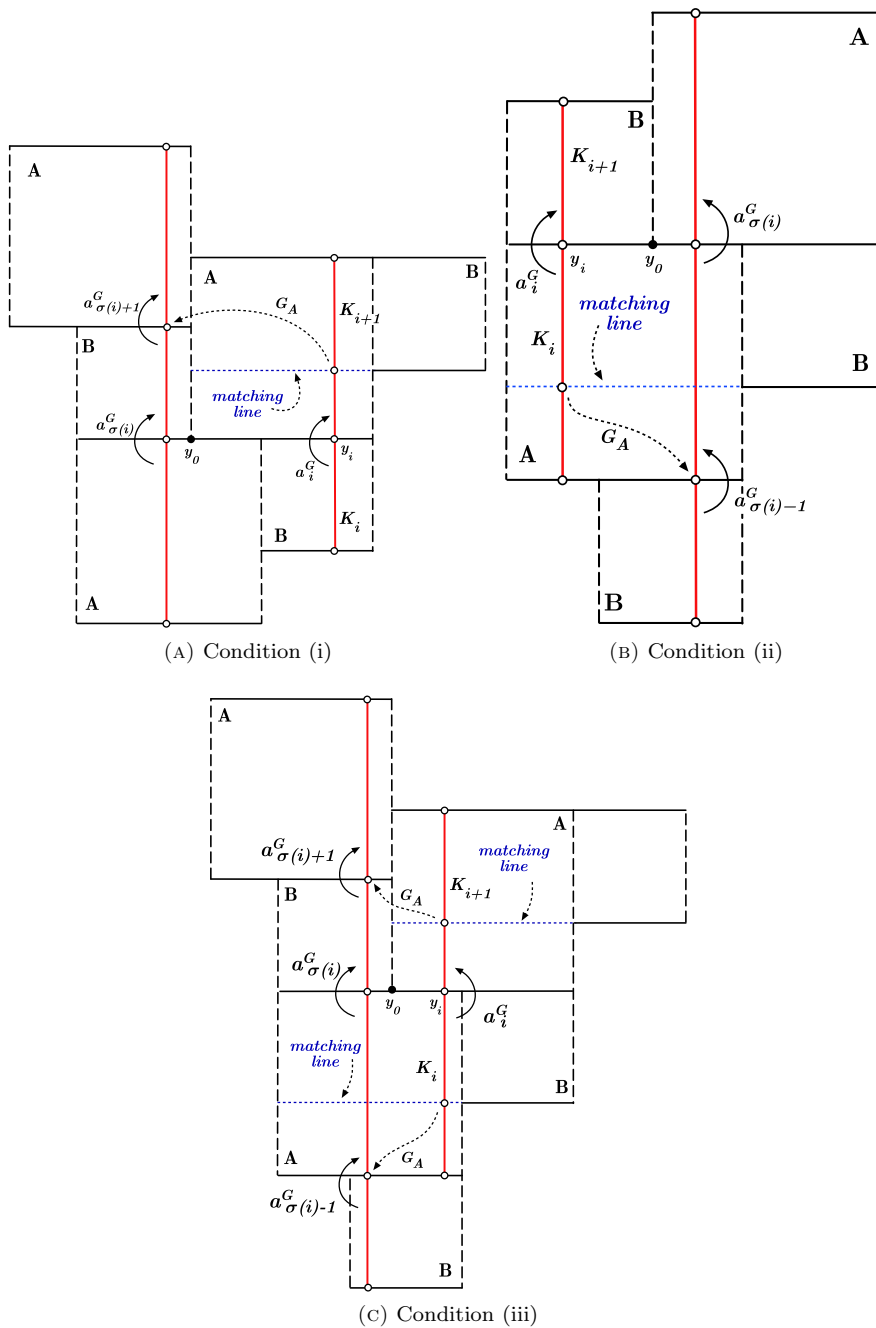 A
A
B
a^G_{σ(i)+1}
G_A
K_{i+1}
B
matching
line
a^G_{σ(i)}
y_0
a^G_i
y_i
B
K_i
A
(A) Condition (i)
A
B
K_{i+1}
a^G_{σ(i)}
a^G_i
y_i
y_0
matching
line
K_i
B
A
G_A
a^G_{σ(i)−1}
B
(B) Condition (ii)
A
A
a^G_{σ(i)+1}
matching
line
B
G_A
K_{i+1}
a^G_{σ(i)}
y_0
y_i
a^G_i
matching
line
K_i
B
A
G_A
a^G_{σ(i)-1}
B
(C) Condition (iii)